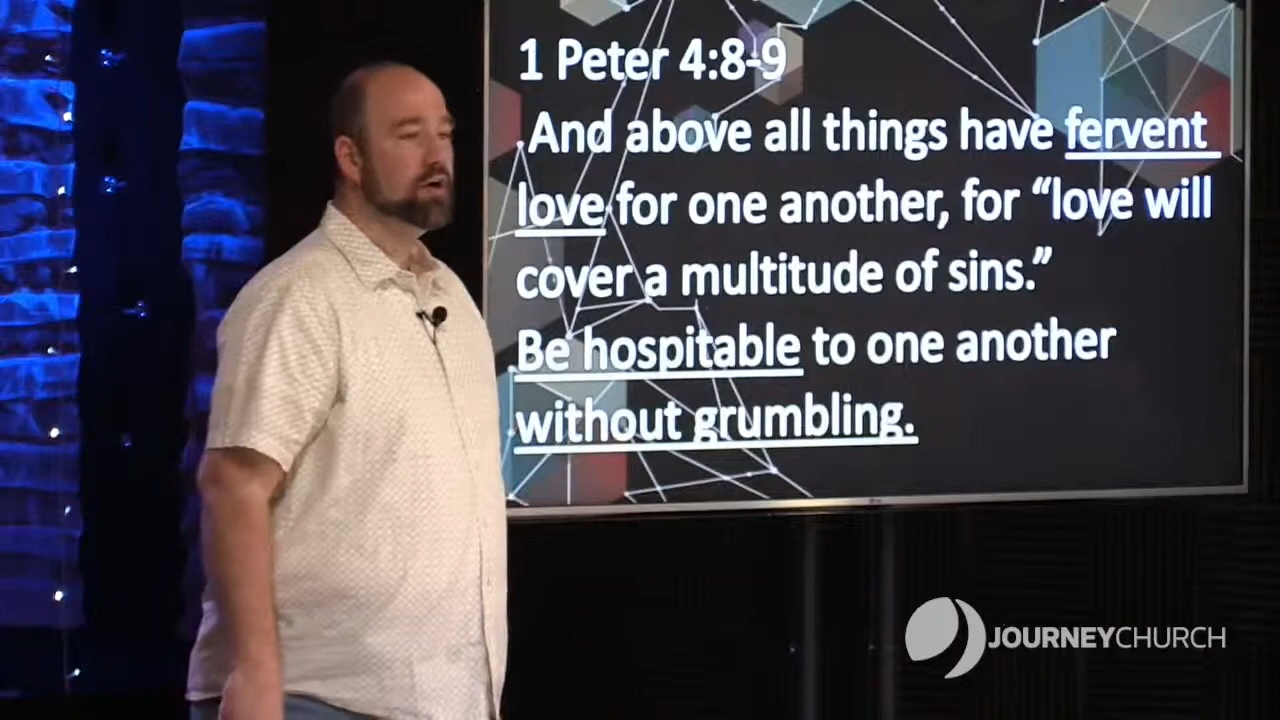 1 Peter 4:8-9
And above all things have fervent
love for one another, for “love will
cover a multitude of sins.”
Be hospitable to one another
without grumbling.
JOURNEYCHURCH